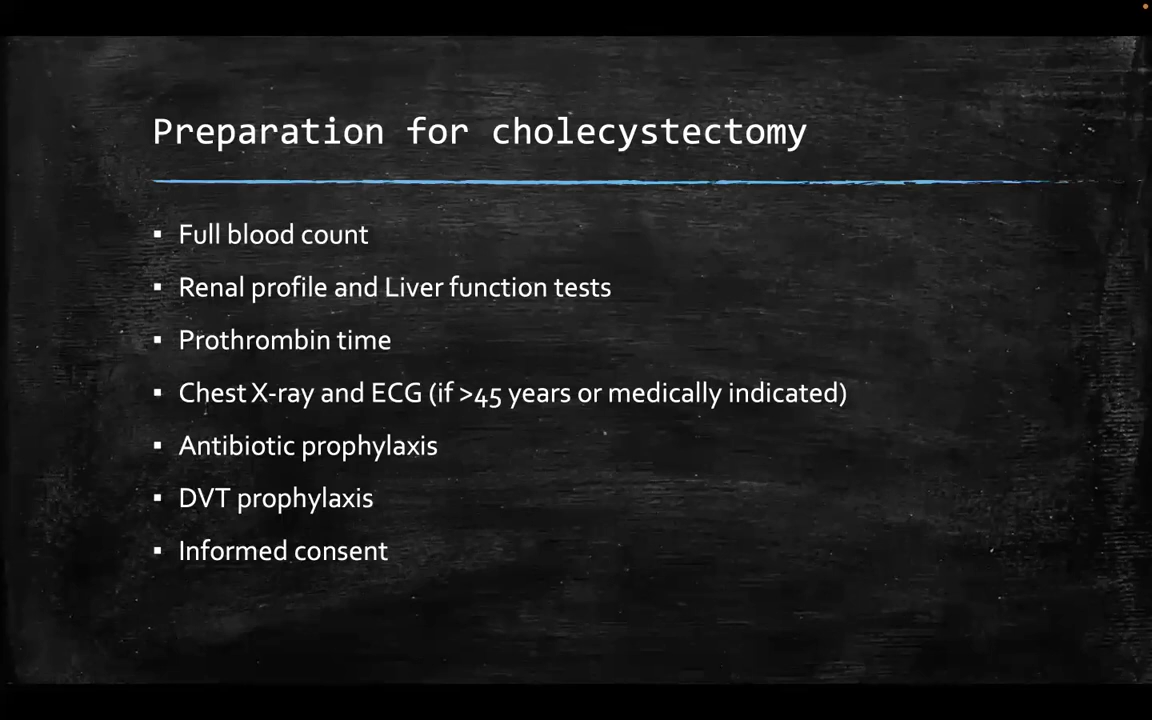 Preparation for cholecystectomy
▪ Full blood count
▪ Renal profile and Liver function tests
▪ Prothrombin time
▪ Chest X-ray and ECG (if >45 years or medically indicated)
▪ Antibiotic prophylaxis
▪ DVT prophylaxis
▪ Informed consent